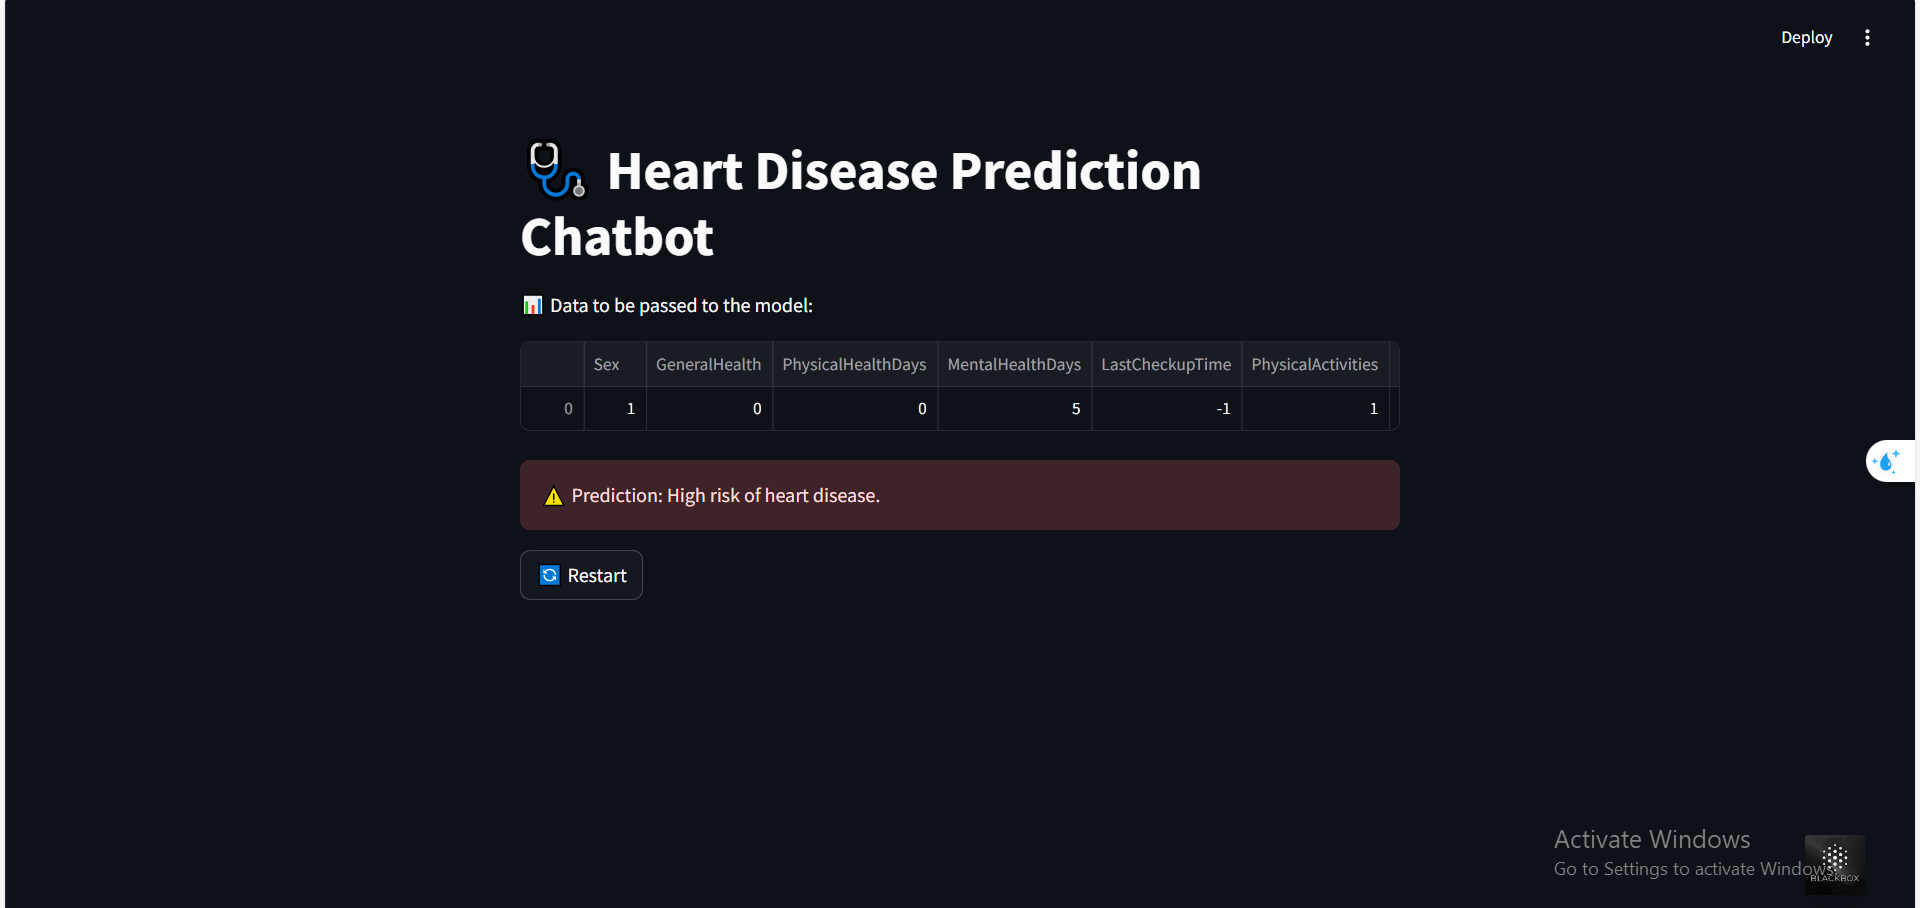 Deploy
Heart Disease Prediction
Chatbot
Data to be passed to the model:
Sex GeneralHealth PhysicalHealthDays MentalHealthDays LastCheckupTime PhysicalActivities
0 1 0 0 5 -1 1
Prediction: High risk of heart disease.
Restart
Activate Windows
Go to Settings to activate Windows.
BLACKBOX